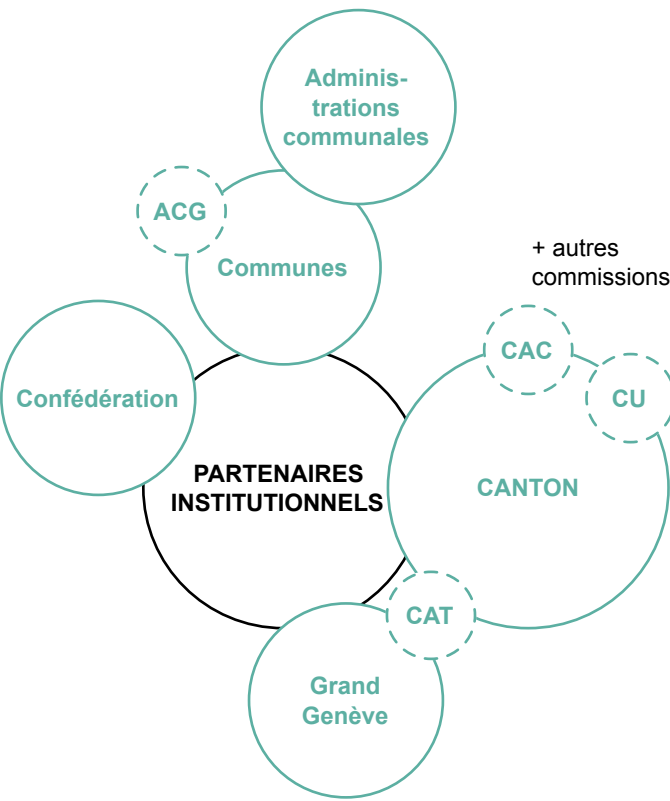 Adminis-
trations
communales
ACG
Communes
+ autres
commissions
CAC
CU
Confédération
PARTENAIRES
INSTITUTIONNELS
CANTON
CAT
Grand
Genève